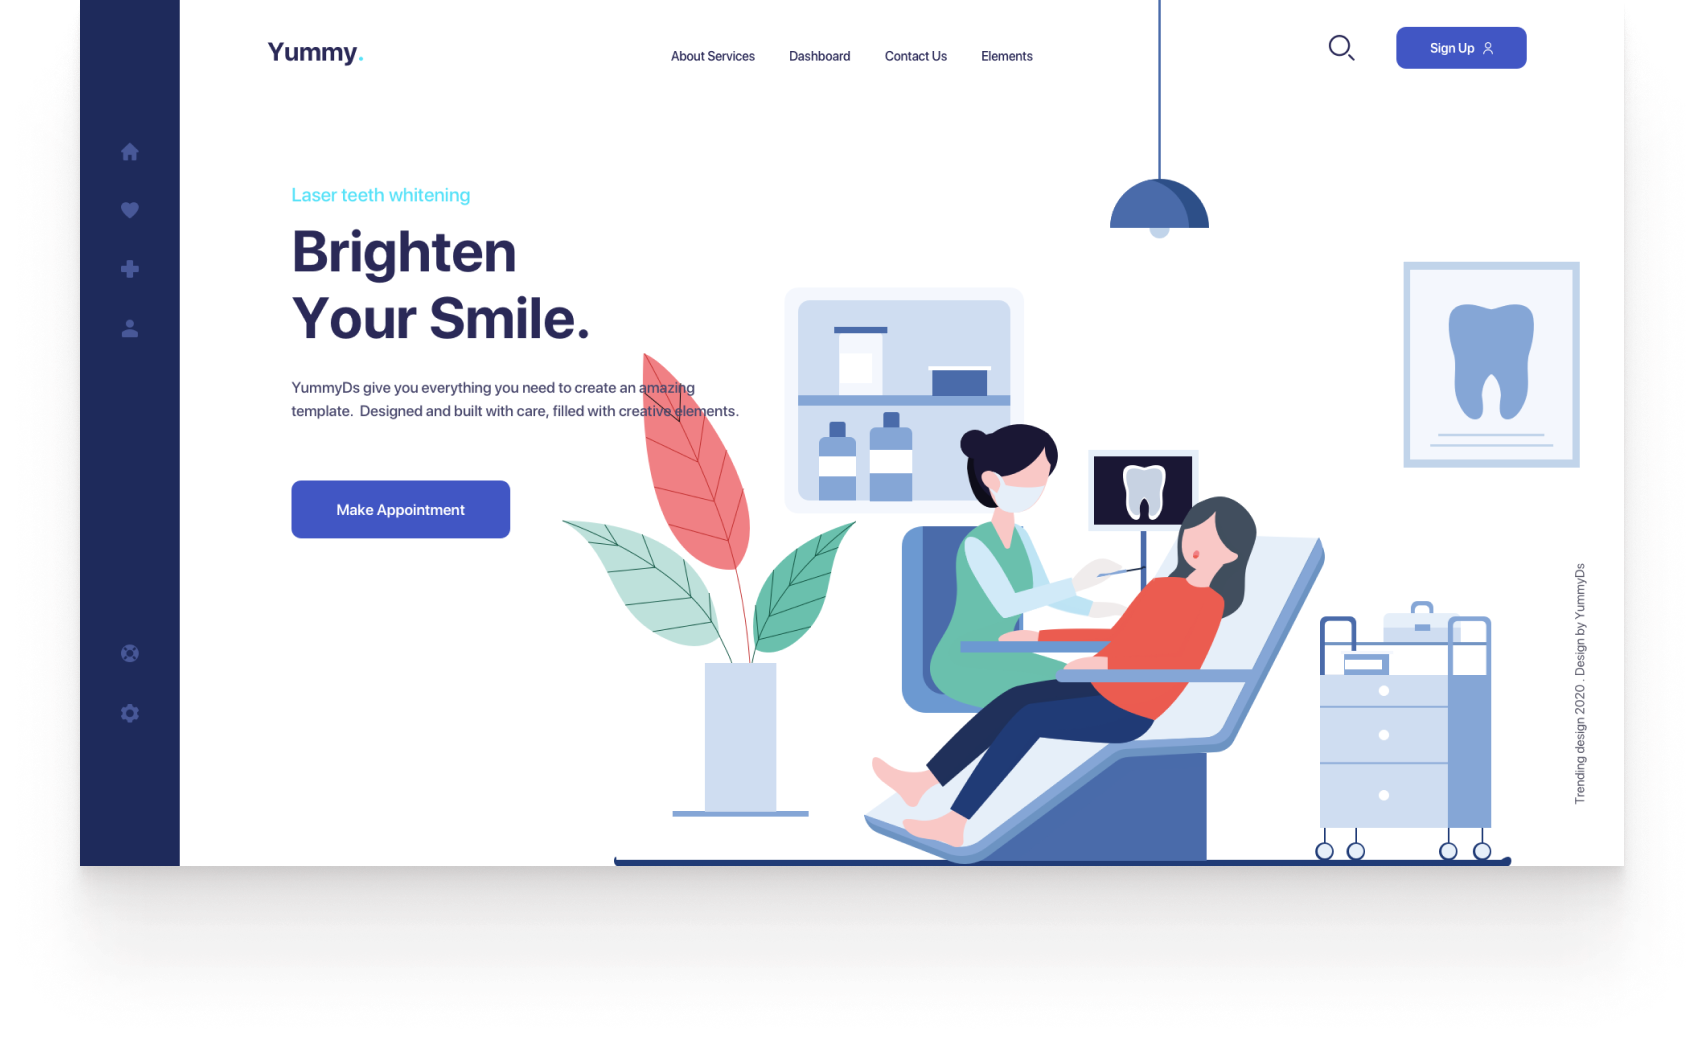 Yummy.
About Services
Dashboard
Contact Us
Elements
Sign Up
Laser teeth whitening
Brighten
Your Smile.
YummyDs give you everything you need to create an amazing
template. Designed and built with care, filled with creative elements.
Make Appointment
Trending design 2020 . Design by YummyDs